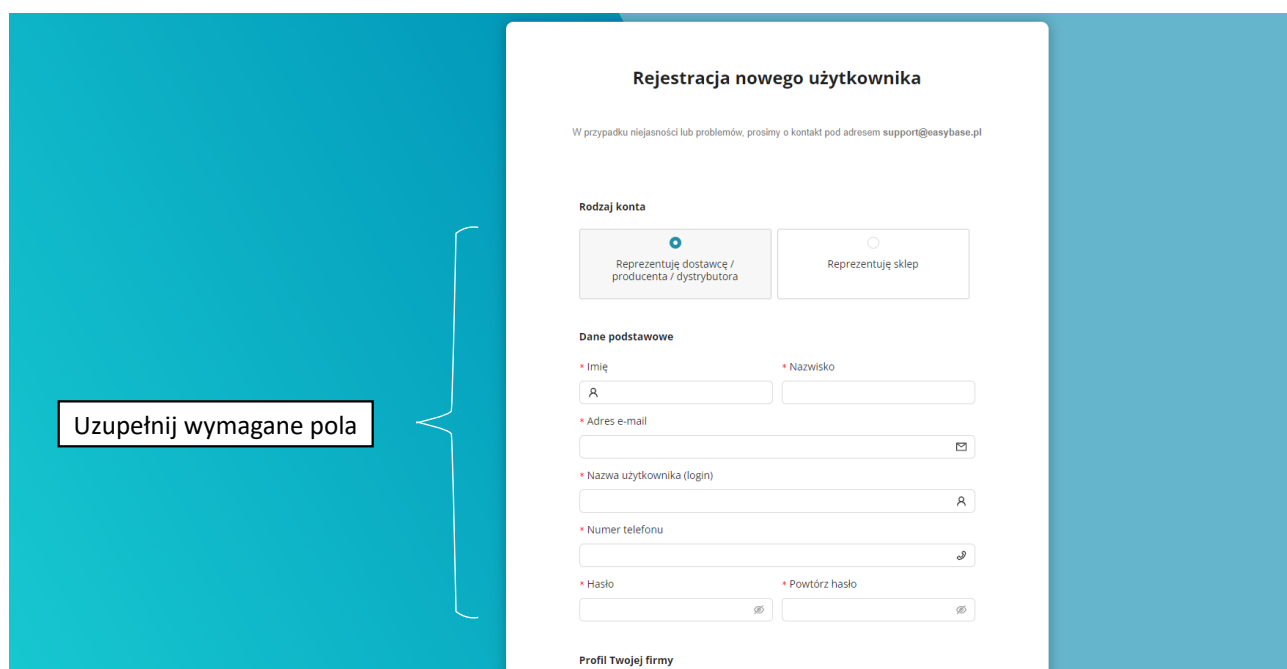 Rejestracja nowego użytkownika
W przypadku niejasności lub problemów, prosimy o kontakt pod adresem support@easybase.pl
Rodzaj konta
Reprezentuję dostawcę /
producenta / dystrybutora
Reprezentuję sklep
Dane podstawowe
* Imię
* Nazwisko
Uzupełnij wymagane pola
* Adres e-mail
* Nazwa użytkownika (login)
* Numer telefonu
* Hasło
* Powtórz hasło
Profil Twojej firmy